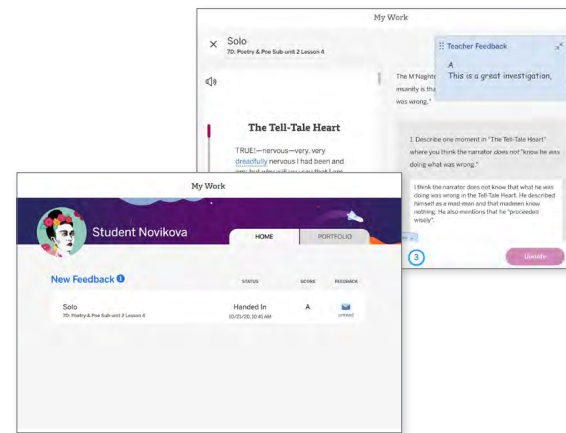 My Work
Solo
7D: Poetry & Poe Sub-unit 2 Lesson 4
Teacher Feedback
A
This is a great investigation,
The M'Naghte
insanity is tha
was wrong."
The Tell-Tale Heart
TRUE!—nervous—very, very
dreadfully nervous I had been and
1. Describe one moment in "The Tell-Tale Heart"
where you think the narrator does not "know he was
doing what was wrong."
I think the narrator does not know that what he was
doing was wrong in the Tell-Tale Heart. He described
himself as a mad-man and that madmen know
nothing. He also mentions that he "proceeded
wisely".
3
Update
My Work
Student Novikova
HOME
PORTFOLIO
New Feedback
STATUS
SCORE
FEEDBACK
Solo
7D: Poetry & Poe Sub-unit 2 Lesson 4
Handed In
10/21/20, 10:41 AM
A
unread